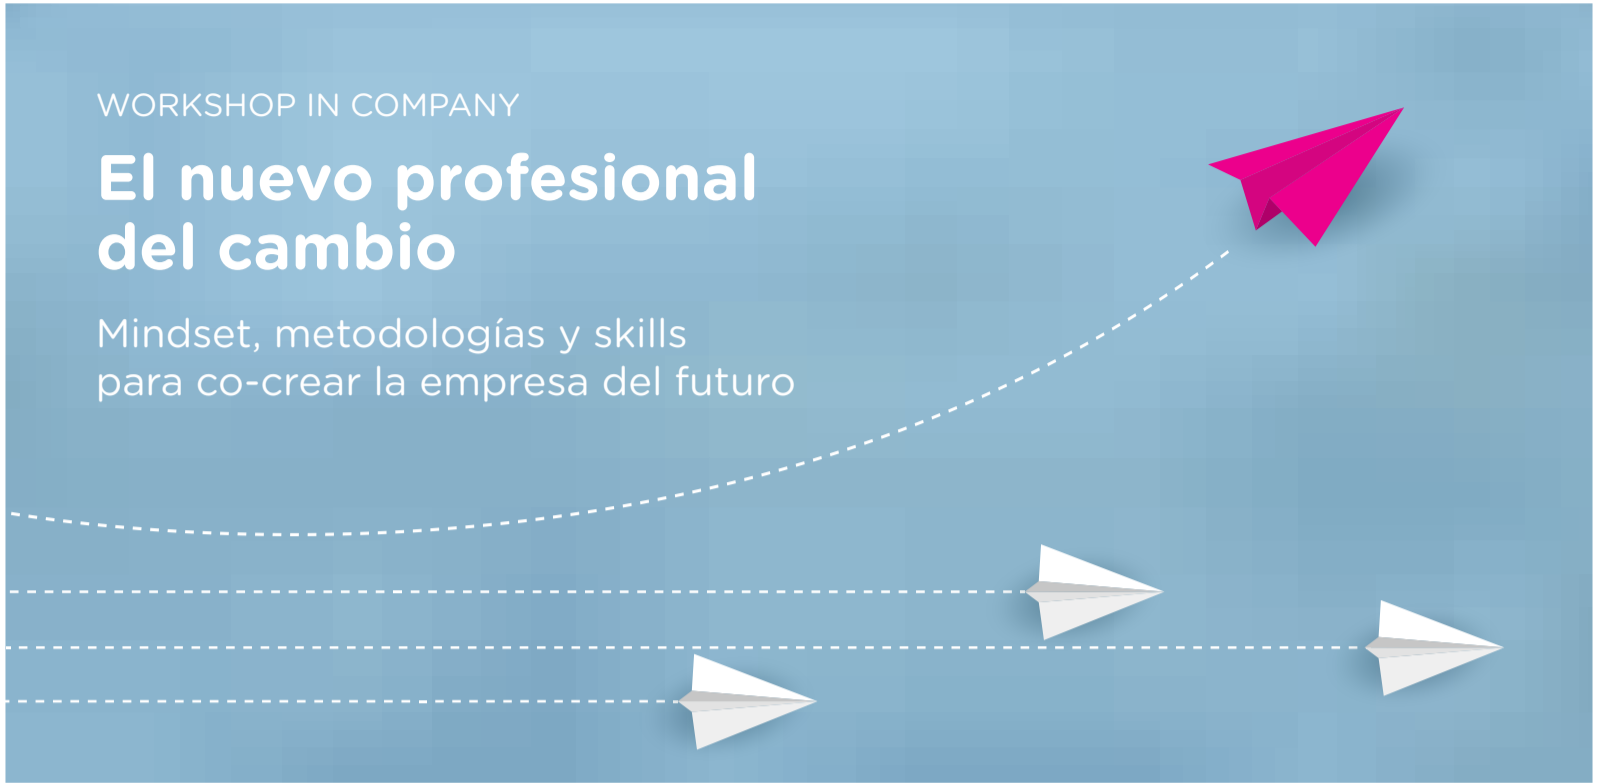 WORKSHOP IN COMPANY
El nuevo profesional
del cambio
Mindset, metodologías y skills
para co-crear la empresa del futuro